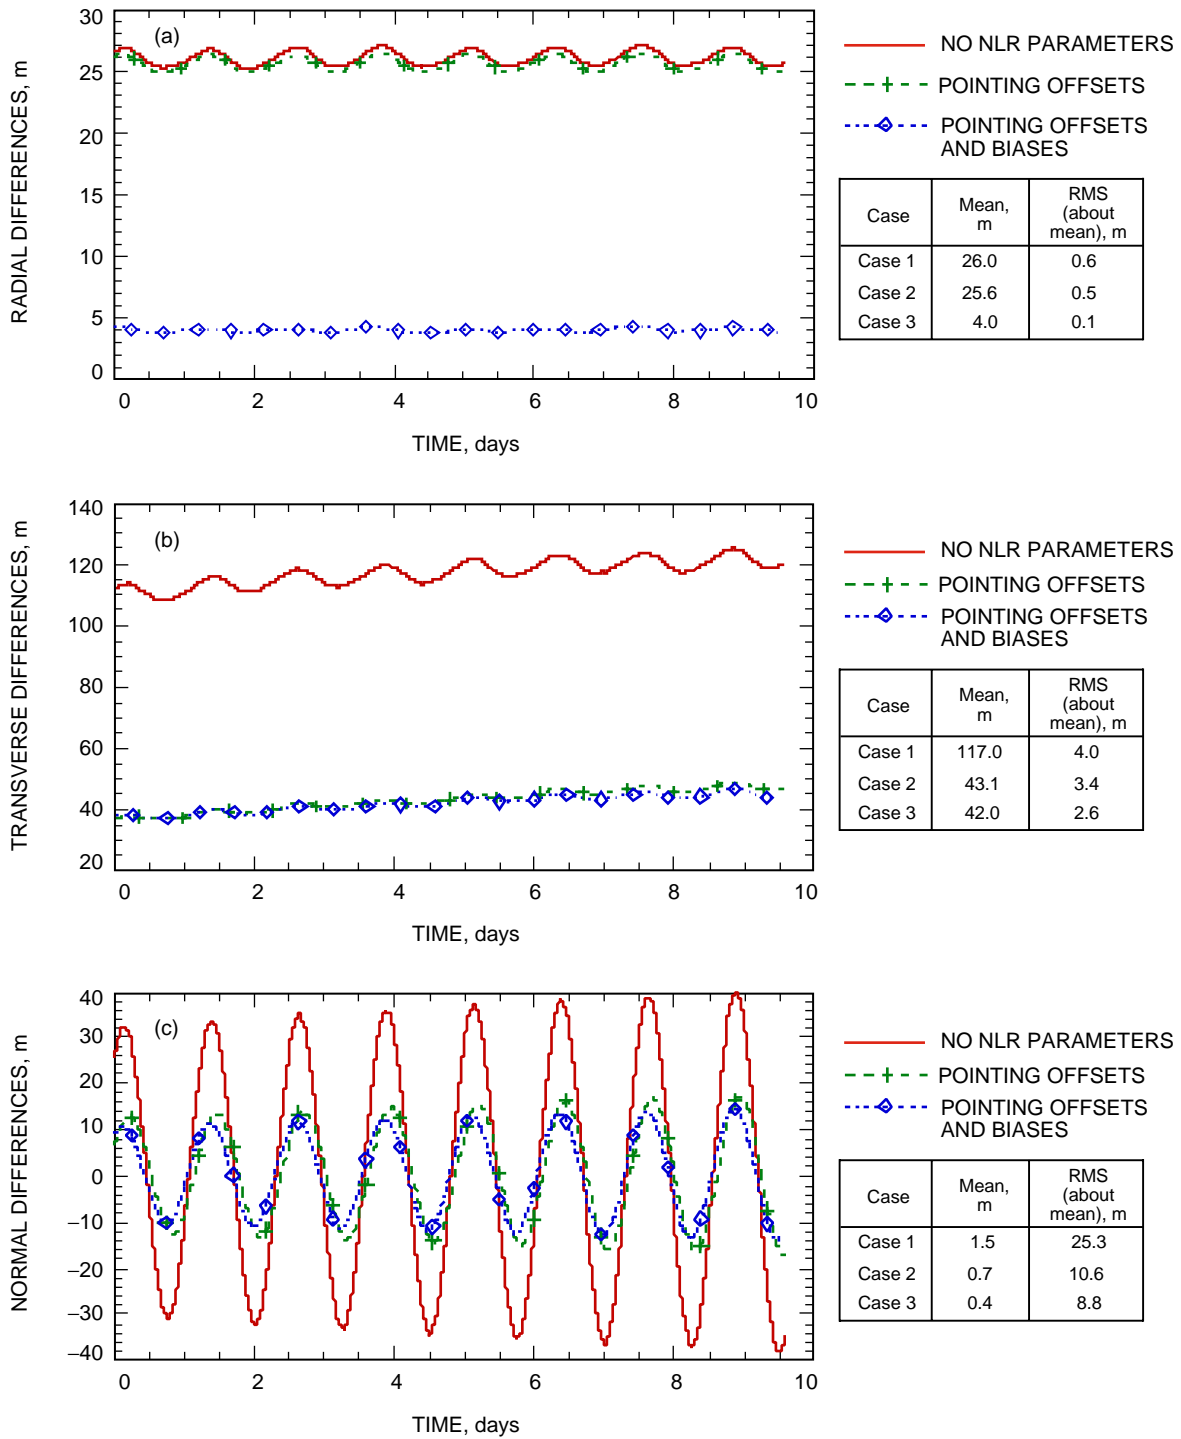 RADIAL DIFFERENCES, m
30
25
20
15
10
5
0
(a)
0 2 4 6 8 10
TIME, days
NO NLR PARAMETERS
POINTING OFFSETS
POINTING OFFSETS
AND BIASES
Case Mean, m RMS (about mean), m
Case 1 26.0 0.6
Case 2 25.6 0.5
Case 3 4.0 0.1
TRANSVERSE DIFFERENCES, m
140
120
100
80
60
40
20
(b)
0 2 4 6 8 10
TIME, days
NO NLR PARAMETERS
POINTING OFFSETS
POINTING OFFSETS
AND BIASES
Case Mean, m RMS (about mean), m
Case 1 117.0 4.0
Case 2 43.1 3.4
Case 3 42.0 2.6
NORMAL DIFFERENCES, m
40
30
20
10
0
−10
−20
−30
−40
(c)
0 2 4 6 8 10
TIME, days
NO NLR PARAMETERS
POINTING OFFSETS
POINTING OFFSETS
AND BIASES
Case Mean, m RMS (about mean), m
Case 1 1.5 25.3
Case 2 0.7 10.6
Case 3 0.4 8.8